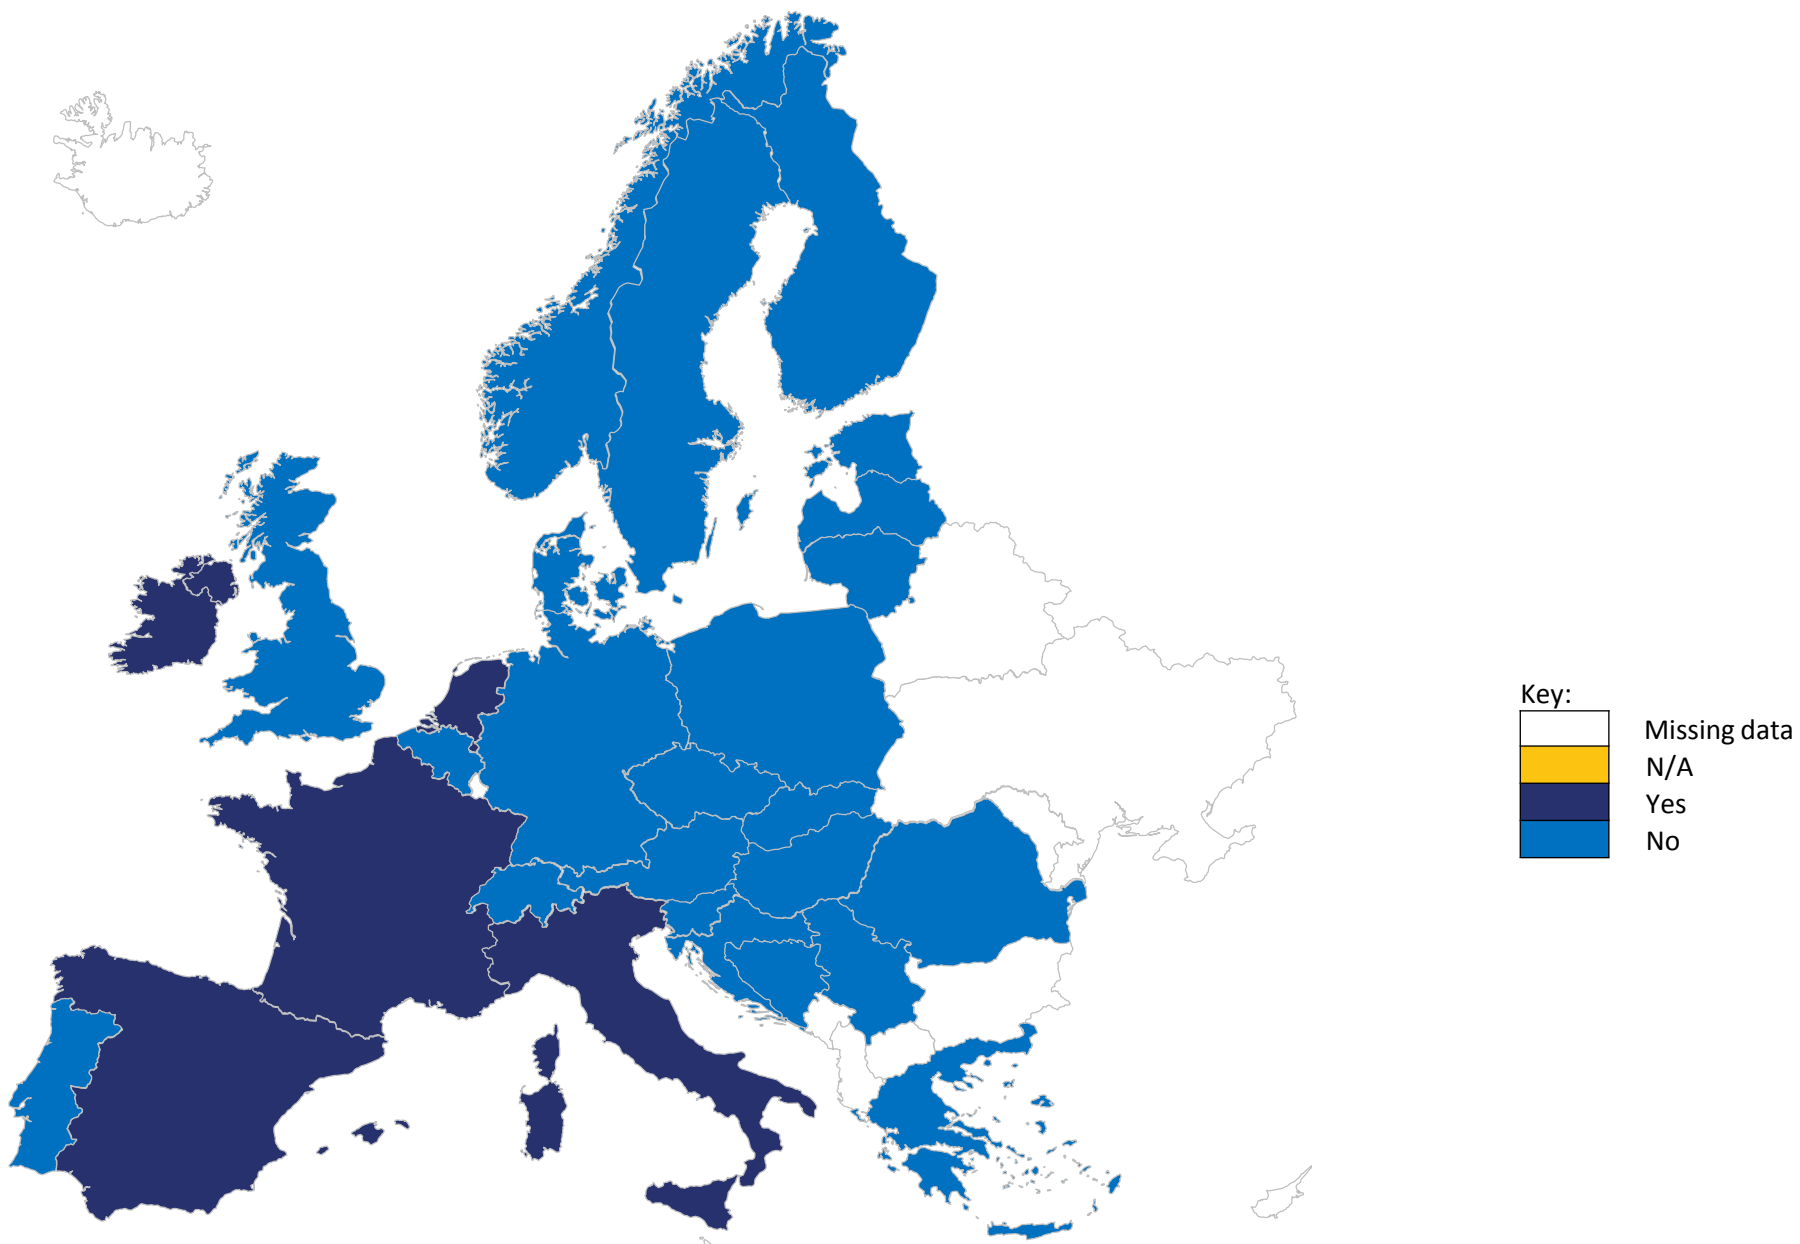 Key:
Missing data
N/A
Yes
No